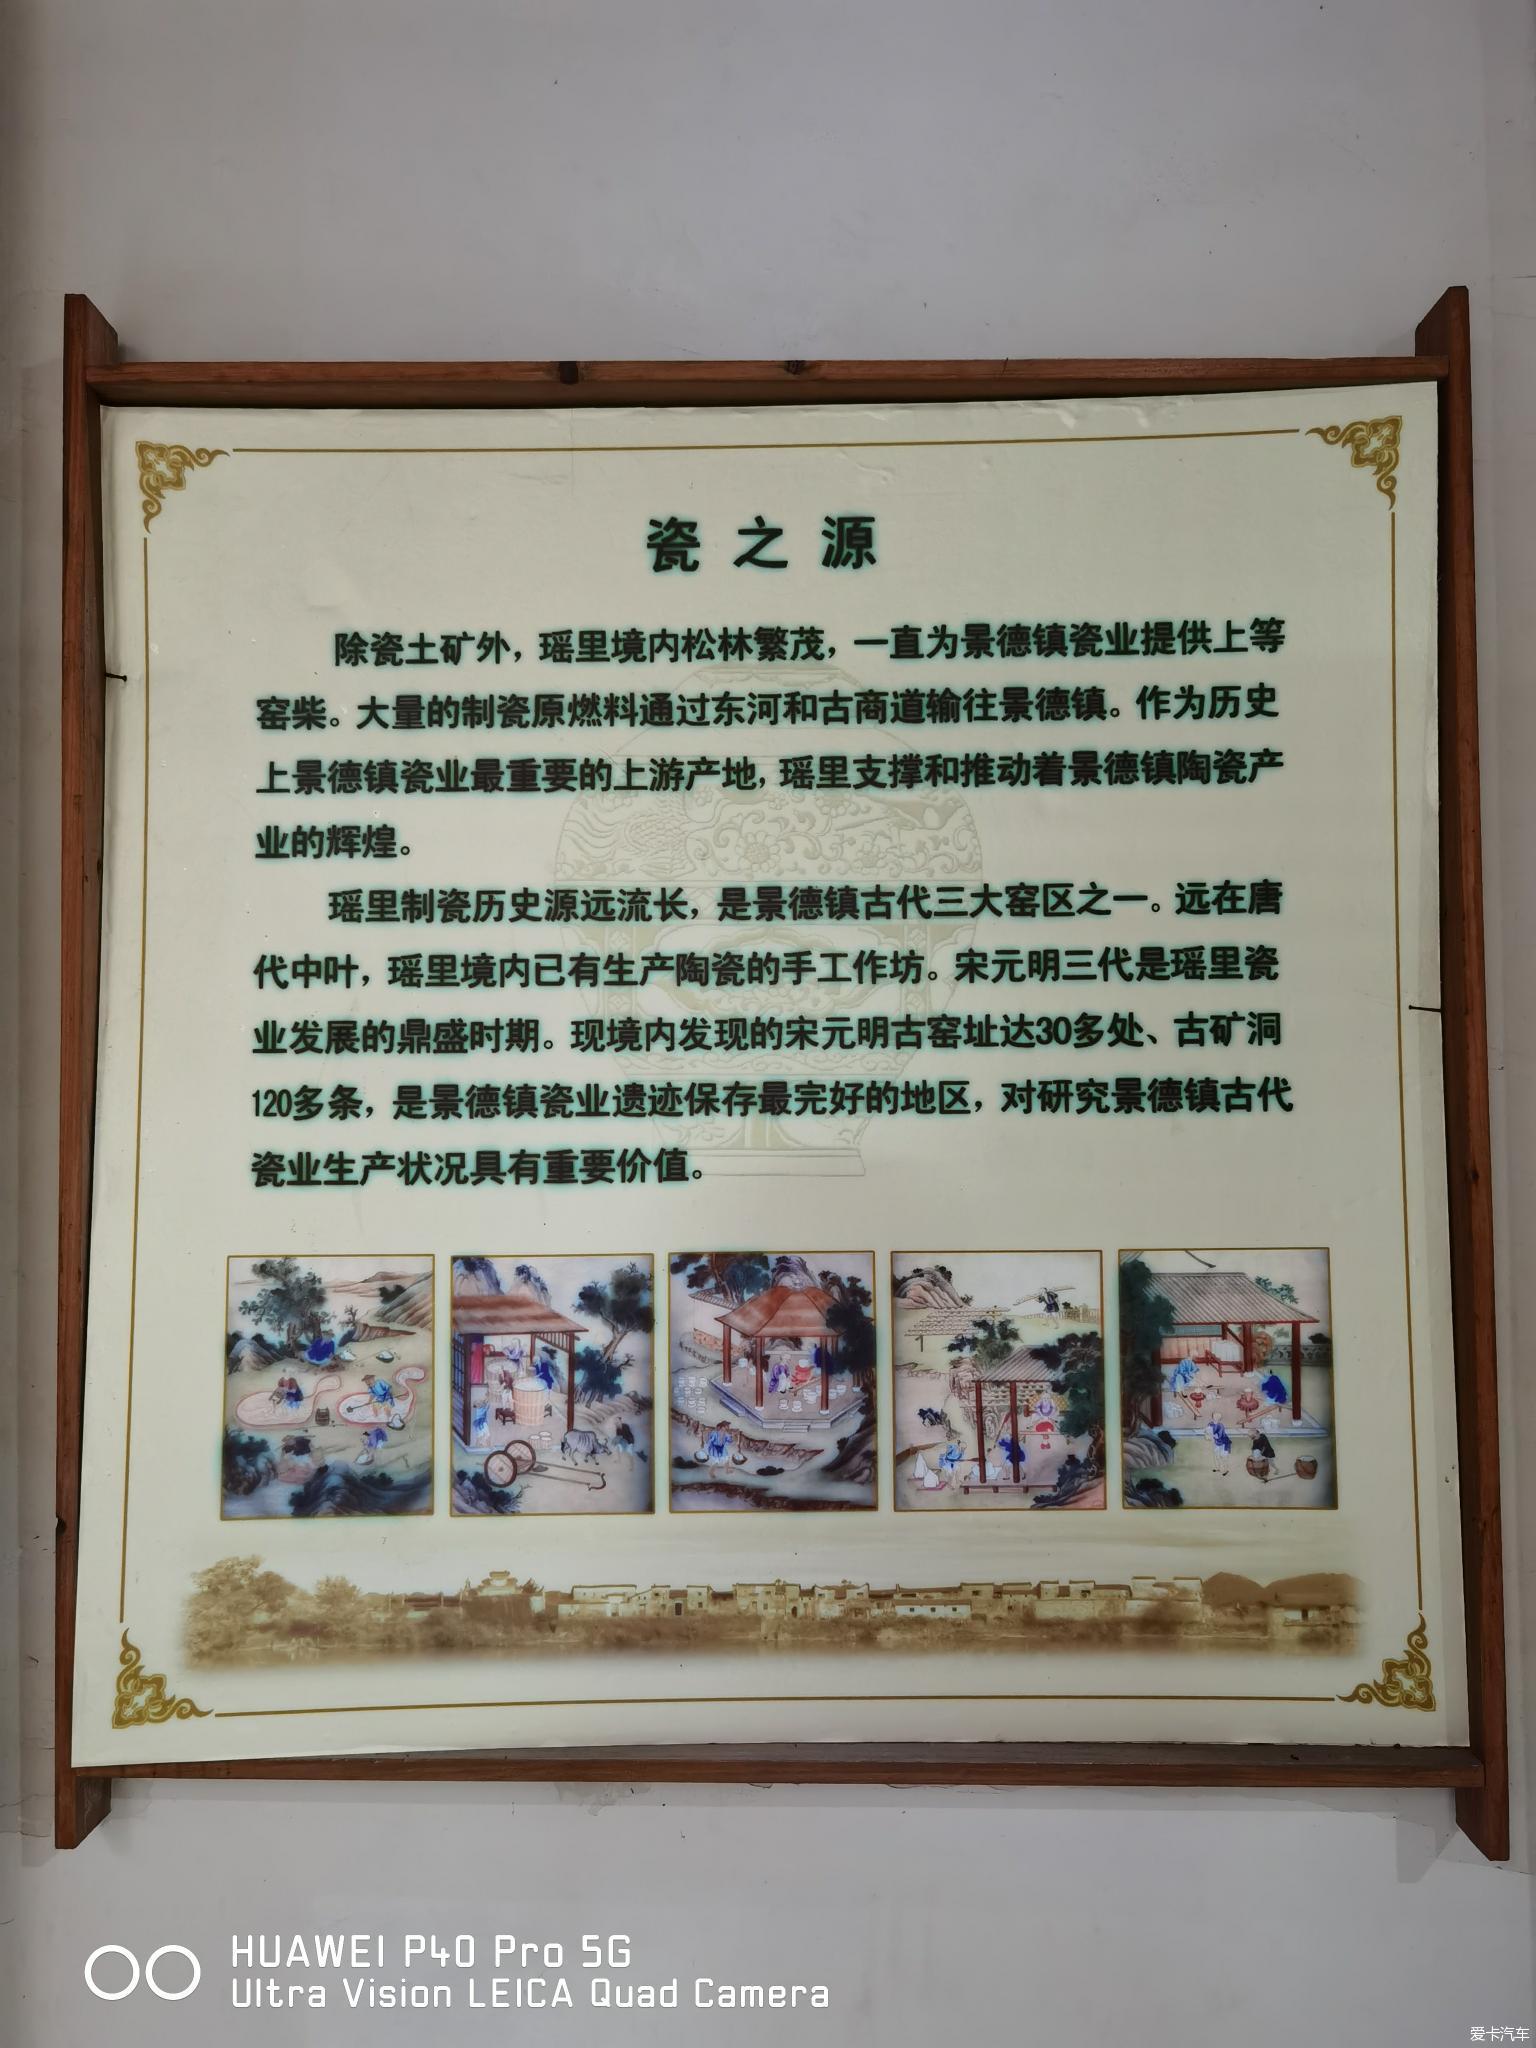 瓷之源
除瓷土矿外，瑶里境内松林繁茂，一直为景德镇瓷业提供上等
窑柴。大量的制瓷原燃料通过东河和古商道输往景德镇。作为历史
上景德镇瓷业最重要的上游产地，瑶里支撑和推动着景德镇陶瓷产
业的辉煌。
瑶里制瓷历史源远流长，是景德镇古代三大窑区之一。远在唐
代中叶，瑶里境内已有生产陶瓷的手工作坊。宋元明三代是瑶里瓷
业发展的鼎盛时期。现境内发现的宋元明古窑址达30多处、古矿洞
120多条，是景德镇瓷业遗迹保存最完好的地区，对研究景德镇古代
瓷业生产状况具有重要价值。
HUAWEI P40 Pro 5G
Ultra Vision LEICA Quad Camera
爱卡汽车